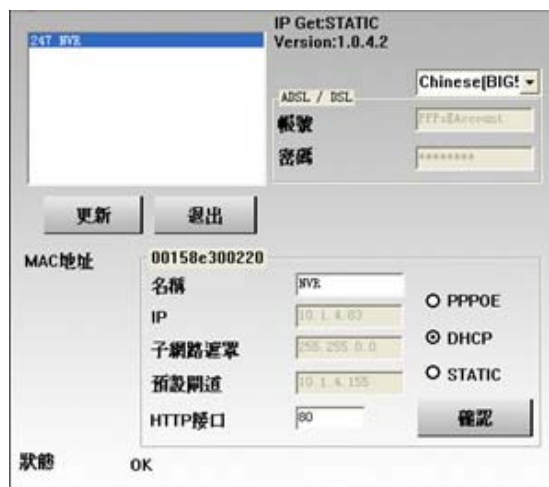 IP Get:STATIC
Version:1.0.4.2
247 NVR
Chinese(BIG5
ADSL / DSL
帳號
PPPoEAccount
密碼
********
更新
退出
MAC地址
00158e300220
名稱
NVR
IP
10.1.4.83
PPPOE
子網路遮罩
255.255.0.0
DHCP
預設閘道
10.1.4.155
STATIC
HTTP接口
80
確認
狀態
OK